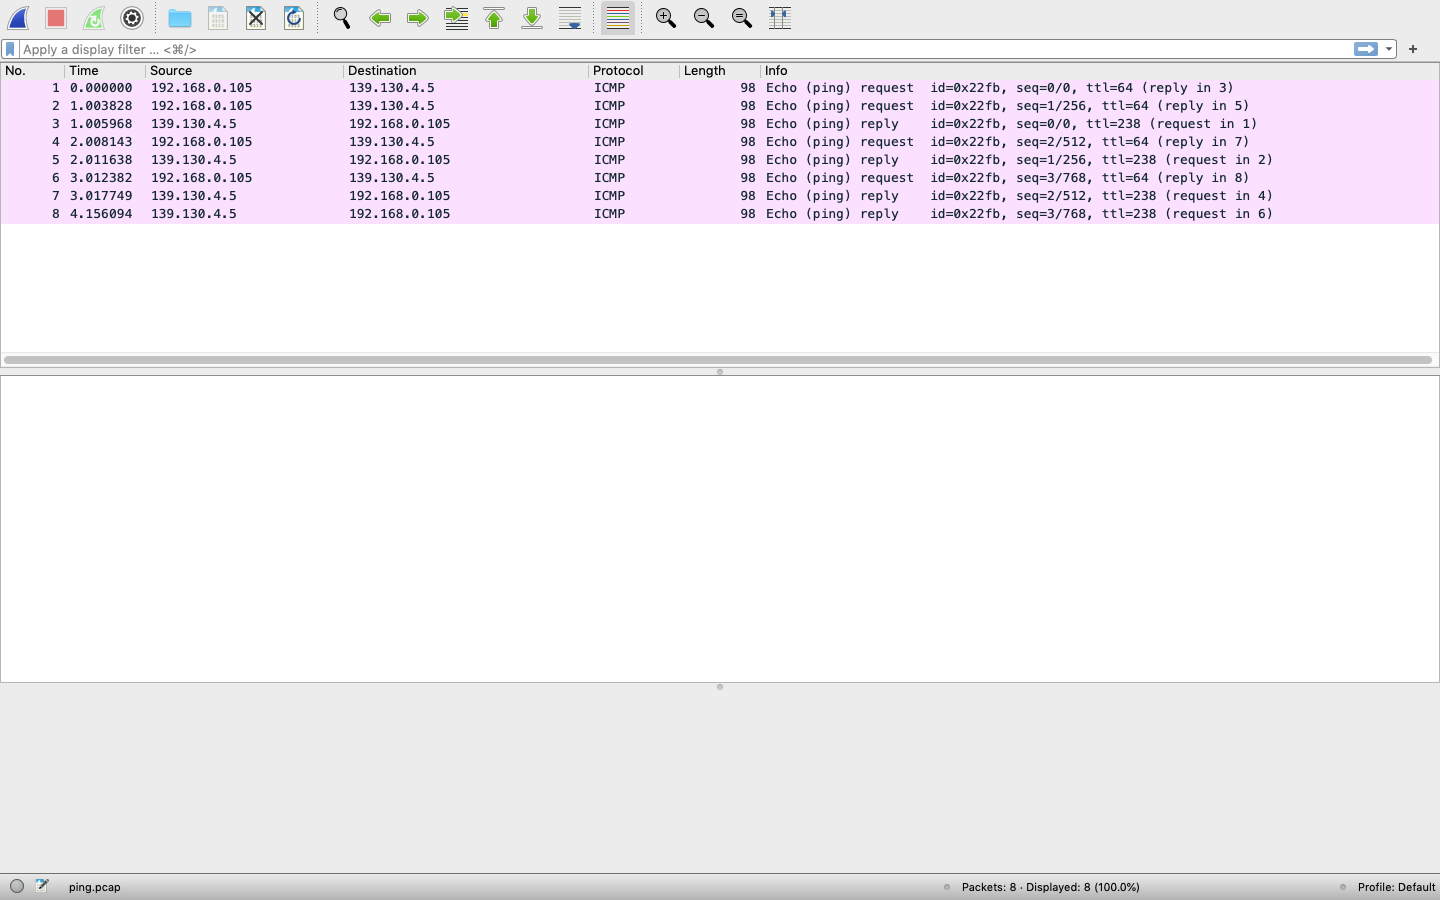 Apply a display filter ... <⌘/>
+
No. Time Source Destination Protocol Length Info
1 0.000000 192.168.0.105 139.130.4.5 ICMP 98 Echo (ping) request id=0x22fb, seq=0/0, ttl=64 (reply in 3)
2 1.003828 192.168.0.105 139.130.4.5 ICMP 98 Echo (ping) request id=0x22fb, seq=1/256, ttl=64 (reply in 5)
3 1.005968 139.130.4.5 192.168.0.105 ICMP 98 Echo (ping) reply id=0x22fb, seq=0/0, ttl=238 (request in 1)
4 2.008143 192.168.0.105 139.130.4.5 ICMP 98 Echo (ping) request id=0x22fb, seq=2/512, ttl=64 (reply in 7)
5 2.011638 139.130.4.5 192.168.0.105 ICMP 98 Echo (ping) reply id=0x22fb, seq=1/256, ttl=238 (request in 2)
6 3.012382 192.168.0.105 139.130.4.5 ICMP 98 Echo (ping) request id=0x22fb, seq=3/768, ttl=64 (reply in 8)
7 3.017749 139.130.4.5 192.168.0.105 ICMP 98 Echo (ping) reply id=0x22fb, seq=2/512, ttl=238 (request in 4)
8 4.156094 139.130.4.5 192.168.0.105 ICMP 98 Echo (ping) reply id=0x22fb, seq=3/768, ttl=238 (request in 6)
ping.pcap Packets: 8 · Displayed: 8 (100.0%) Profile: Default